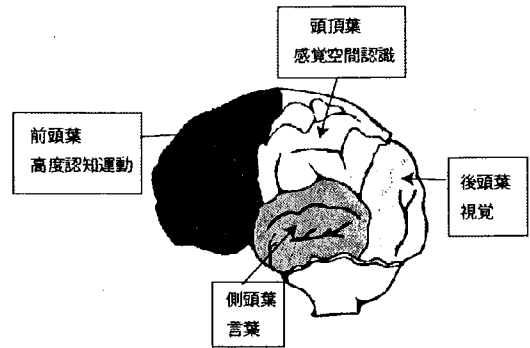 頭頂葉
感覚空間認識
前頭葉
高度認知運動
後頭葉
視覚
側頭葉
言葉